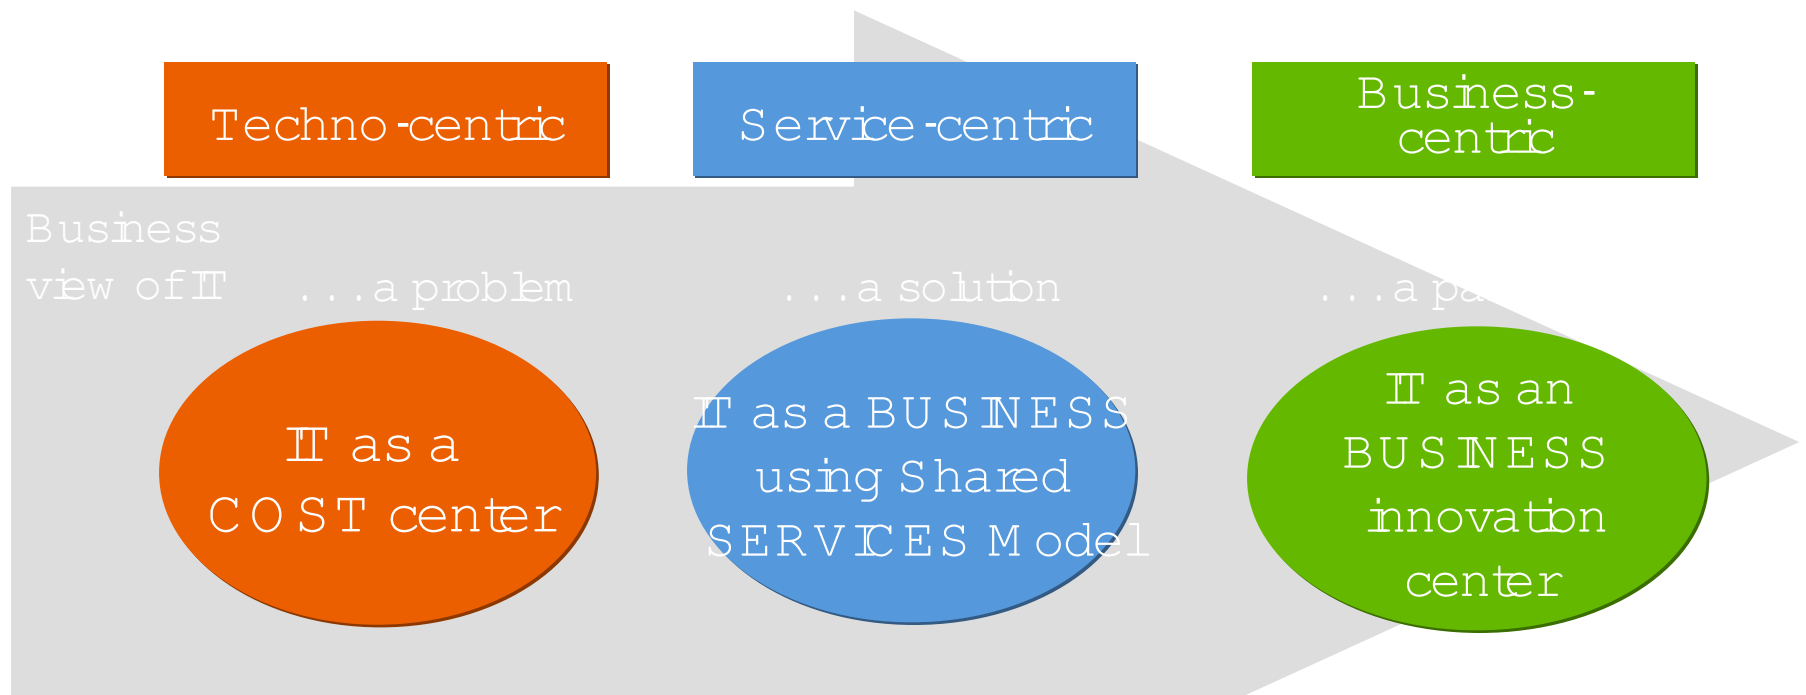 Techno-centric
Service-centric
Business-
centric
Business
view of IT
...a problem
...a solution
...a
IT as a
COST center
IT as a BUSINESS
using Shared
SERVICES Model
IT as an
BUSINESS
innovation
center